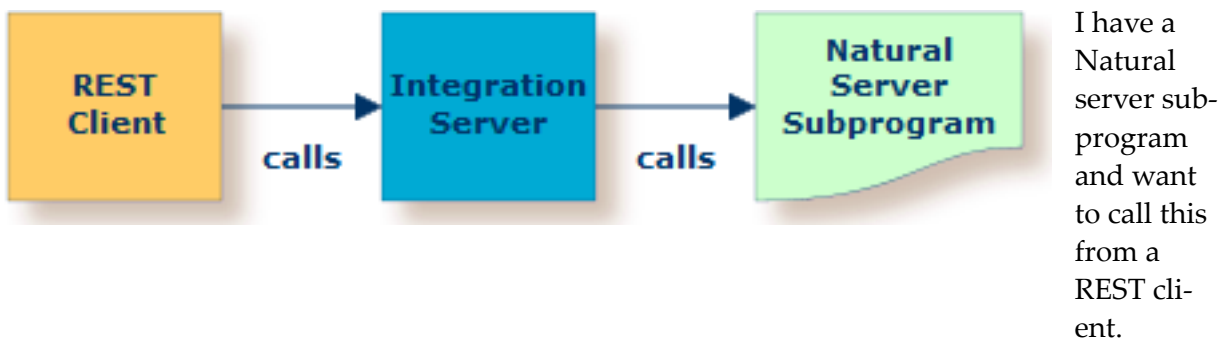 REST
Client
calls
Integration
Server
calls
Natural
Server
Subprogram
I have a
Natural
server sub-
program
and want
to call this
from a
REST cli-
ent.